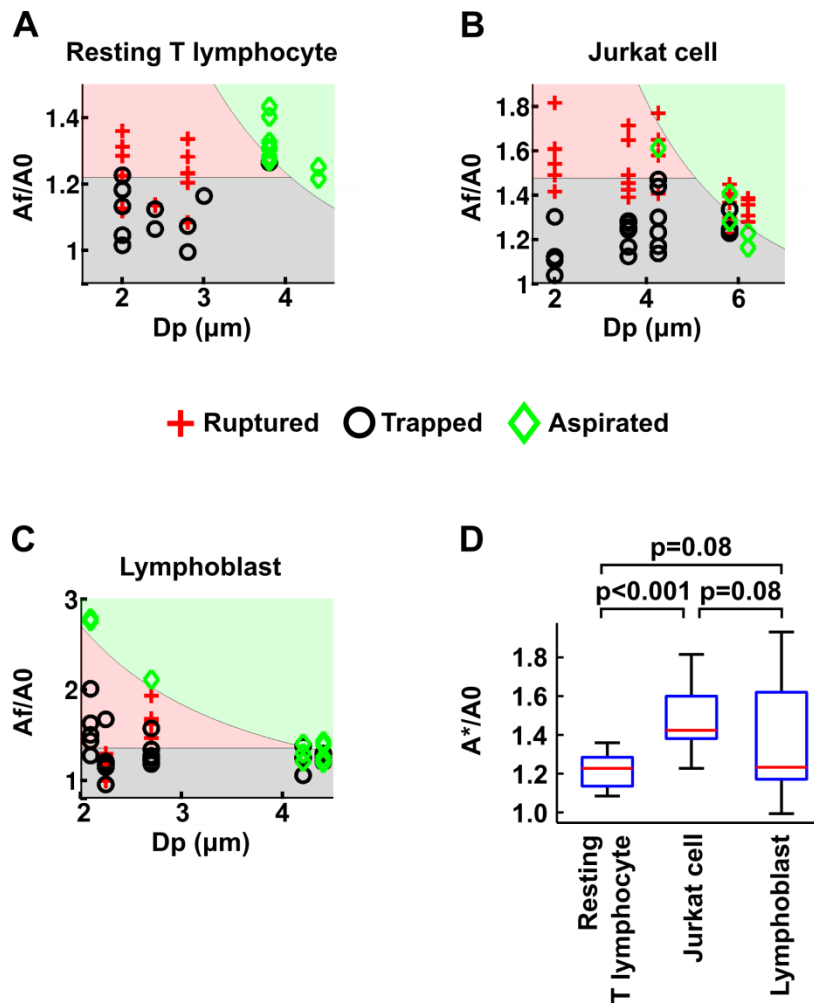 A
Resting T lymphocyte
Af/A0
1.4
1.2
1
2
3
4
Dp (µm)
B
Jurkat cell
Af/A0
1.8
1.6
1.4
1.2
1
2
4
6
Dp (µm)
Ruptured Trapped Aspirated
C
Lymphoblast
Af/A0
3
2
1
2
3
4
Dp (µm)
D
p=0.08
p<0.001 p=0.08
A*/A0
1.8
1.6
1.4
1.2
1.0
Resting
T lymphocyte
Jurkat cell
Lymphoblast